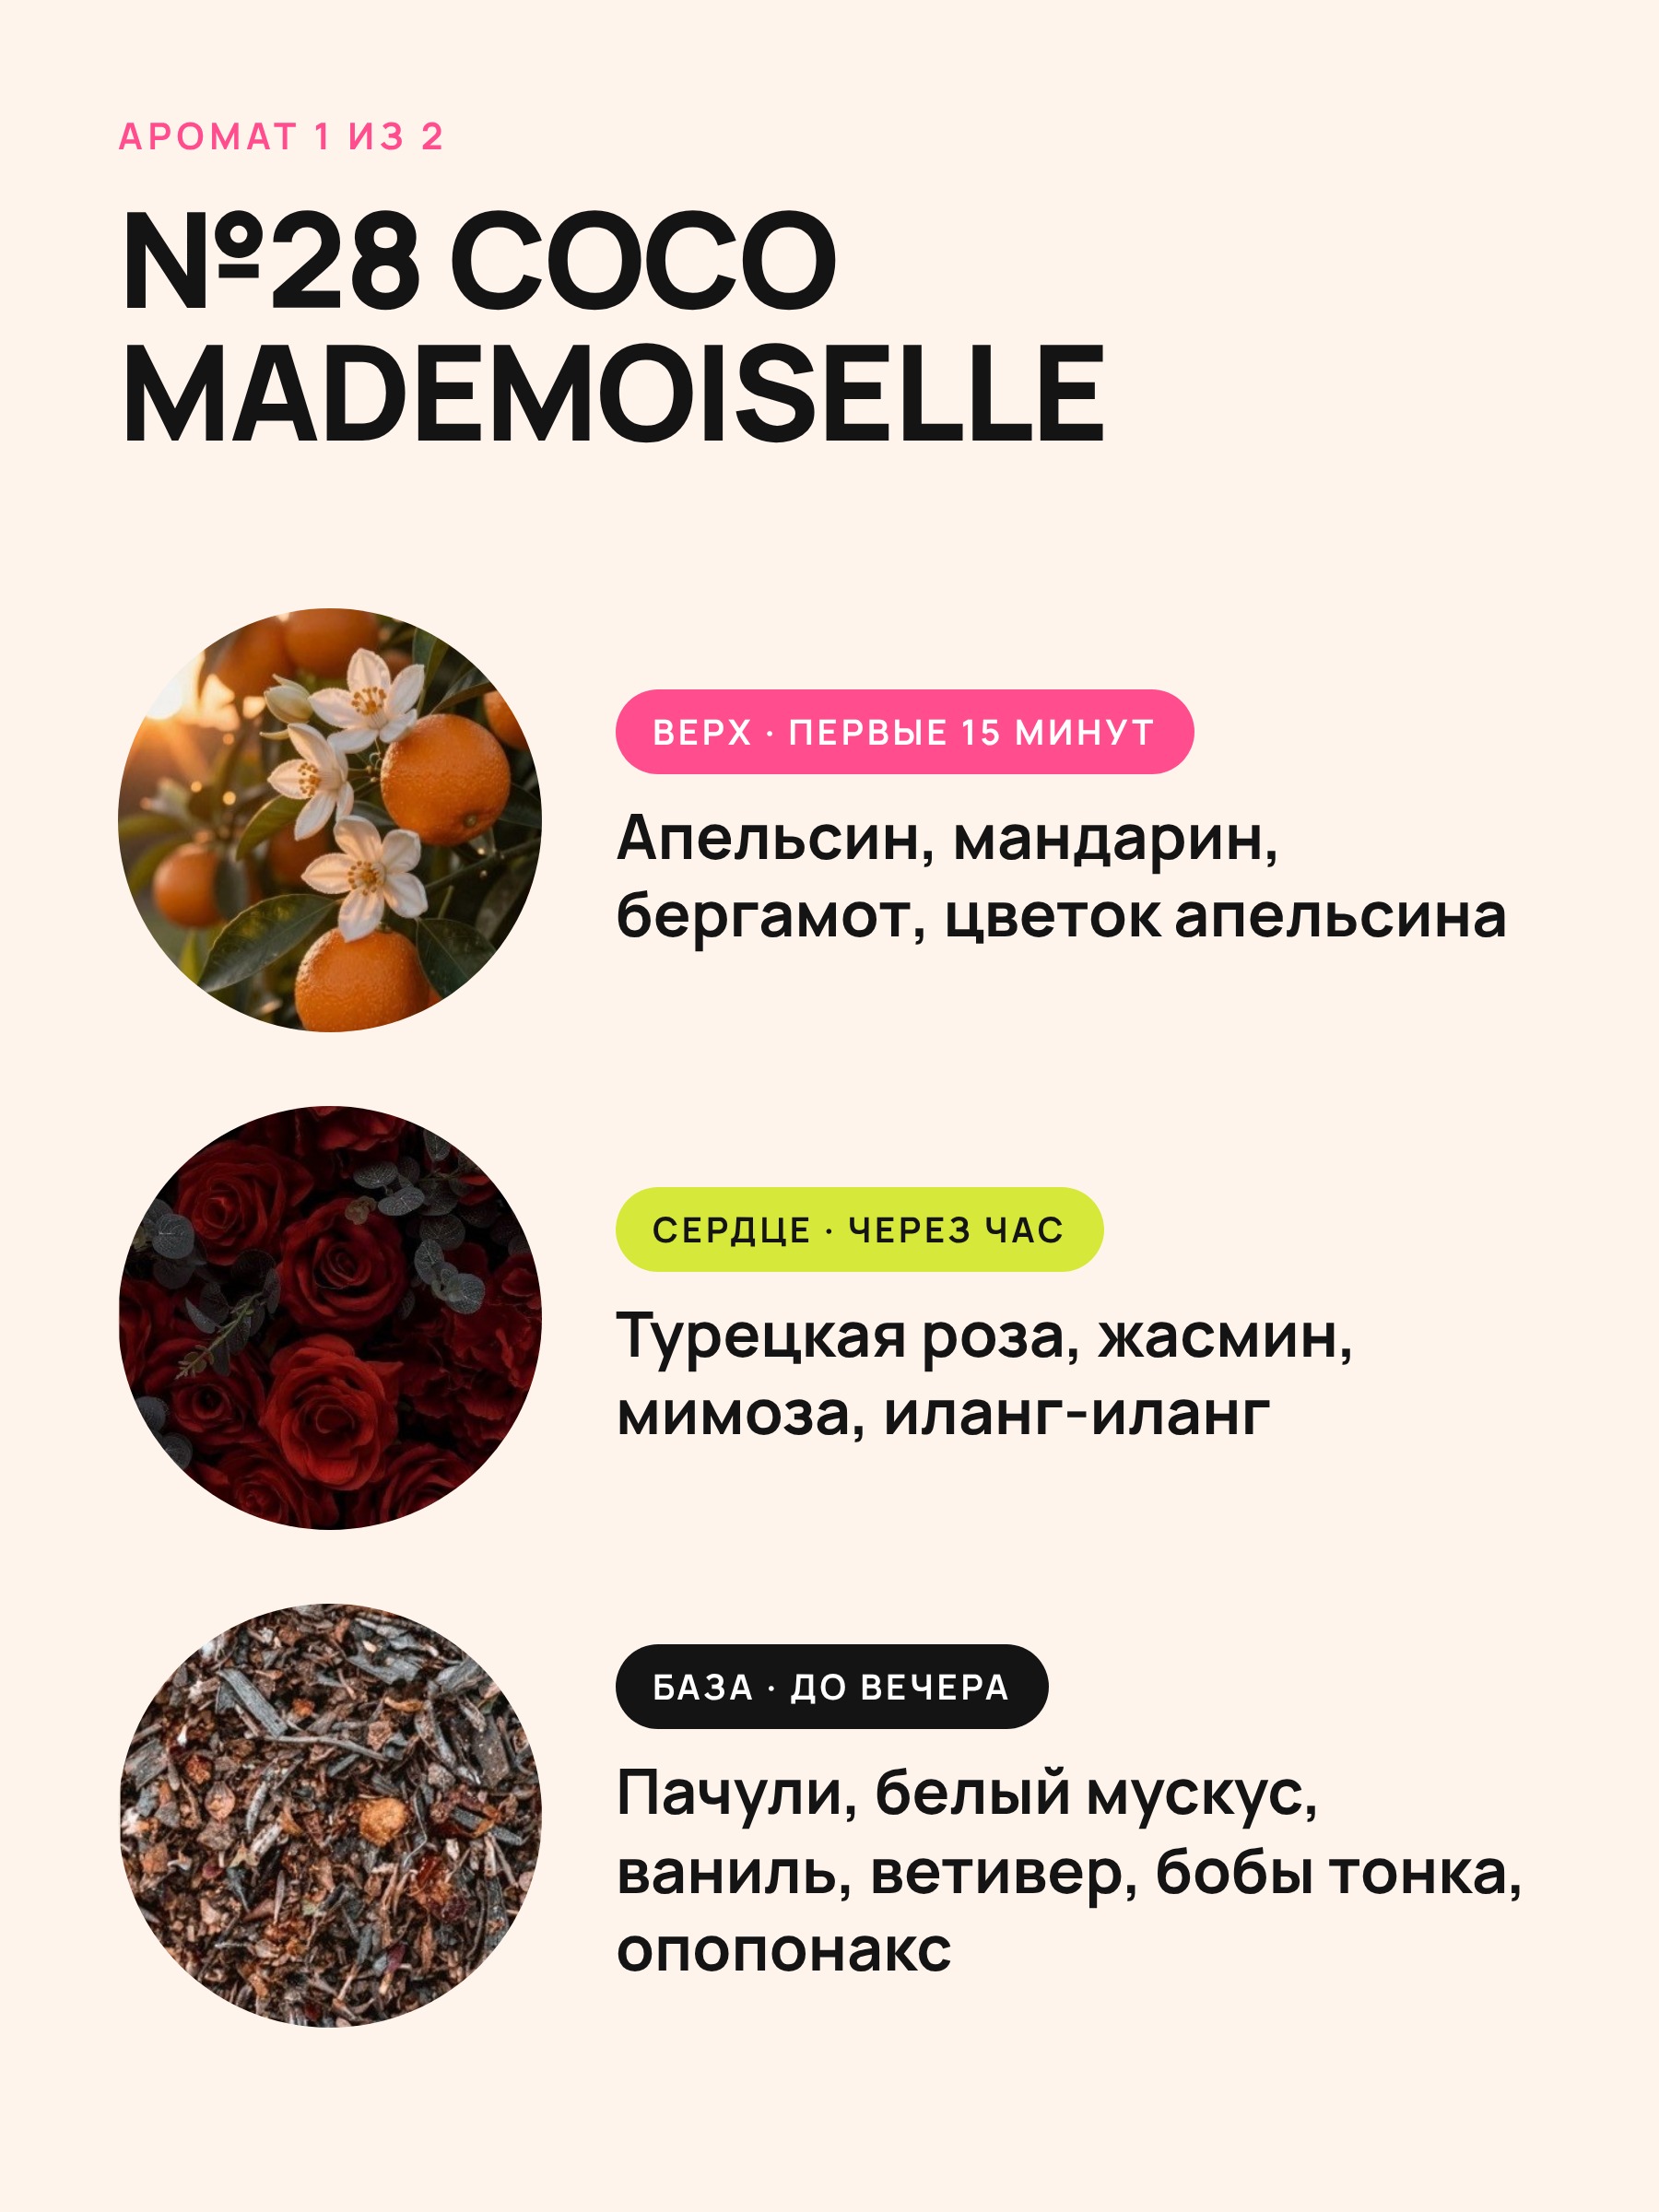 АРОМАТ 1 ИЗ 2
№28 COCO
MADEMOISELLE
ВЕРХ · ПЕРВЫЕ 15 МИНУТ
Апельсин, мандарин,
бергамот, цветок апельсина
СЕРДЦЕ · ЧЕРЕЗ ЧАС
Турецкая роза, жасмин,
мимоза, иланг-иланг
БАЗА · ДО ВЕЧЕРА
Пачули, белый мускус,
ваниль, ветивер, бобы тонка,
опопонакс